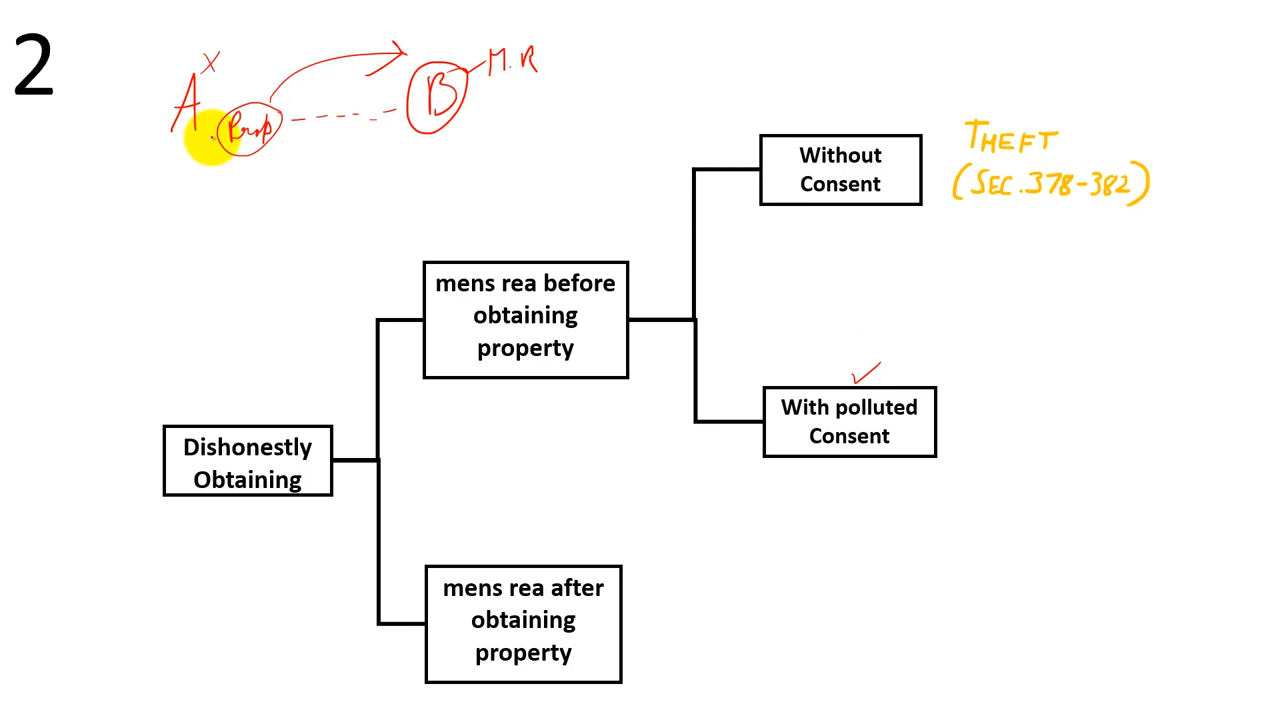 2
A X
Prop
B
M.R
Without
Consent
THEFT
(SEC.378-382)
mens rea before
obtaining
property
With polluted
Consent
Dishonestly
Obtaining
mens rea after
obtaining
property